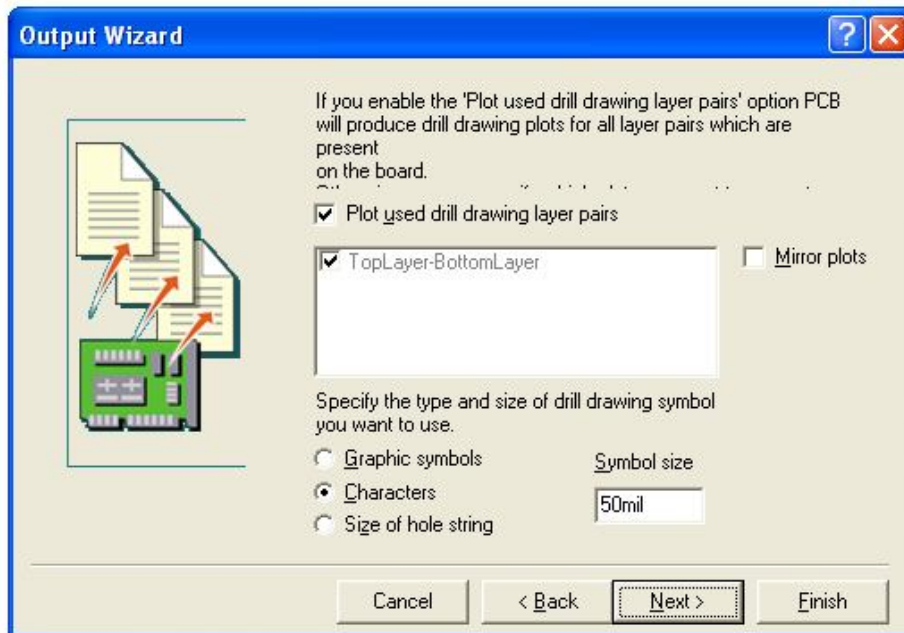 Output Wizard
If you enable the 'Plot used drill drawing layer pairs' option PCB
will produce drill drawing plots for all layer pairs which are
present
on the board.
Plot used drill drawing layer pairs
TopLayer-BottomLayer
Mirror plots
Specify the type and size of drill drawing symbol
you want to use.
Graphic symbols
Symbol size
Characters
50mil
Size of hole string
Cancel
< Back
Next >
Finish